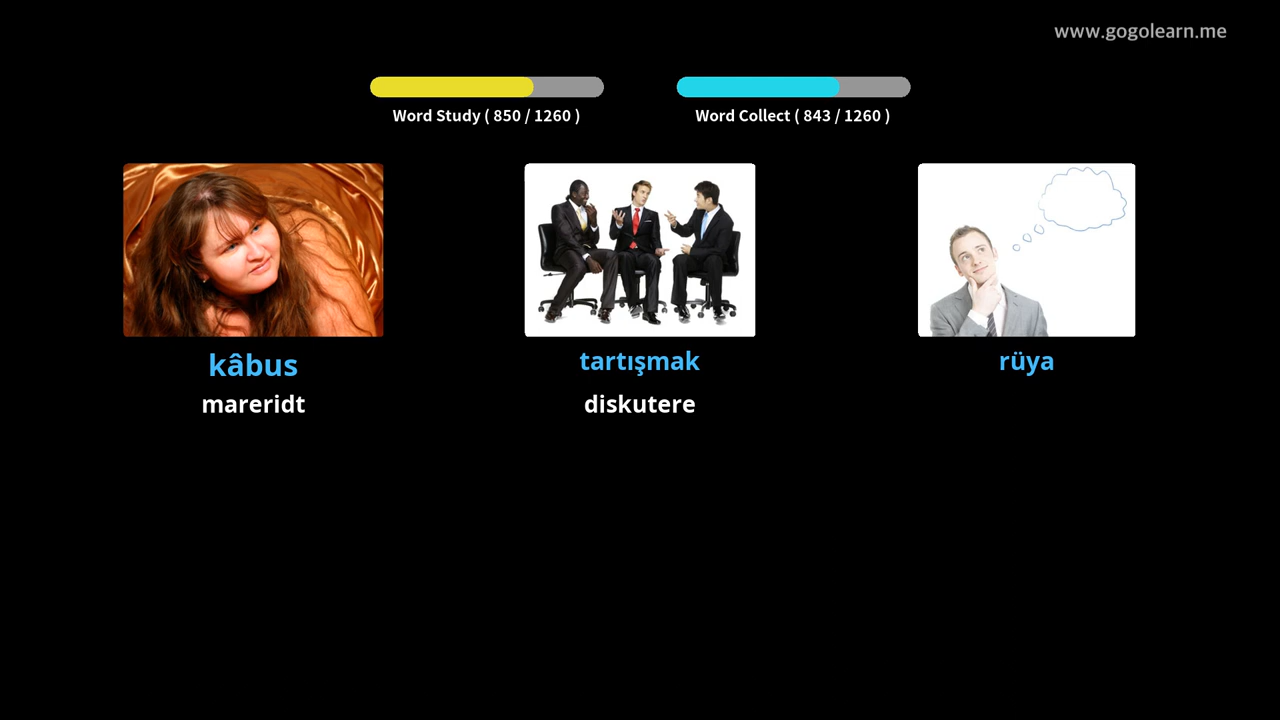 www.gogolearn.me
Word Study ( 850 / 1260 )
Word Collect ( 843 / 1260 )
kâbus
tartışmak
rüya
mareridt
diskutere